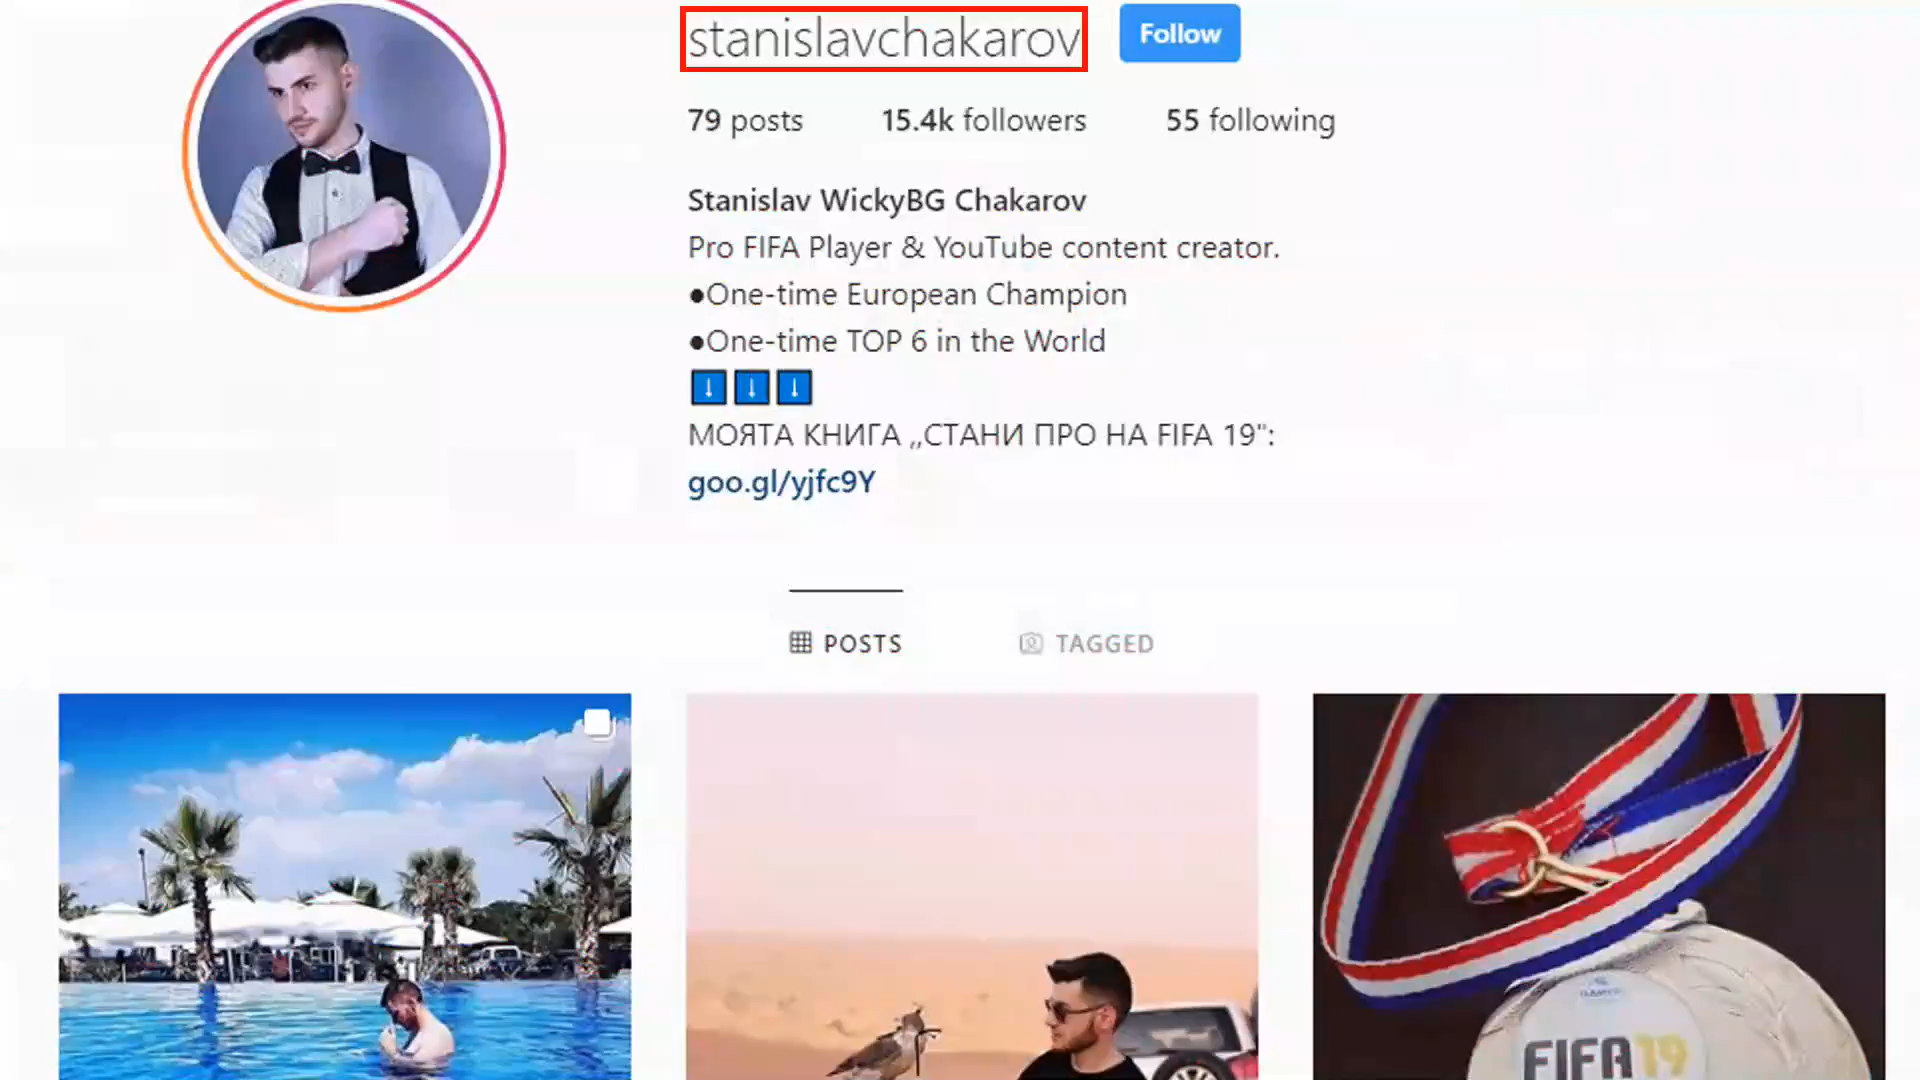 stanislavchakarov Follow
79 posts 15.4k followers 55 following
Stanislav WickyBG Chakarov
Pro FIFA Player & YouTube content creator.
●One-time European Champion
●One-time TOP 6 in the World
МОЯТА КНИГА ,,СТАНИ ПРО НА FIFA 19":
goo.gl/yjfc9Y
POSTS TAGGED
FIFA19